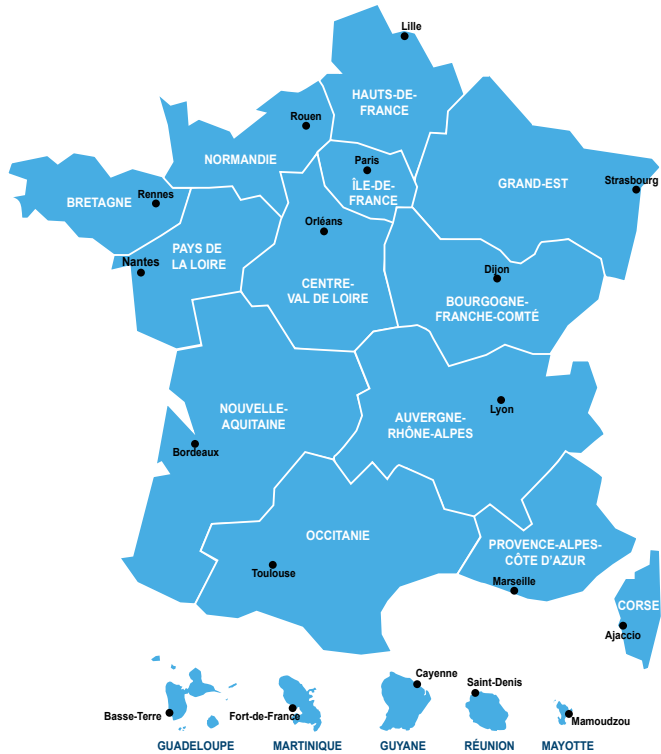 Lille
HAUTS-DE-
FRANCE
Rouen
NORMANDIE
Paris
ÎLE-DE-
FRANCE
GRAND-EST
Strasbourg
BRETAGNE
Rennes
PAYS DE
LA LOIRE
Nantes
Orléans
CENTRE-
VAL DE LOIRE
Dijon
BOURGOGNE-
FRANCHE-COMTÉ
NOUVELLE-
AQUITAINE
Bordeaux
AUVERGNE-
RHÔNE-ALPES
Lyon
OCCITANIE
Toulouse
PROVENCE-ALPES-
CÔTE D'AZUR
Marseille
CORSE
Ajaccio
Basse-Terre
GUADELOUPE
Fort-de-France
MARTINIQUE
Cayenne
GUYANE
Saint-Denis
RÉUNION
Mamoudzou
MAYOTTE